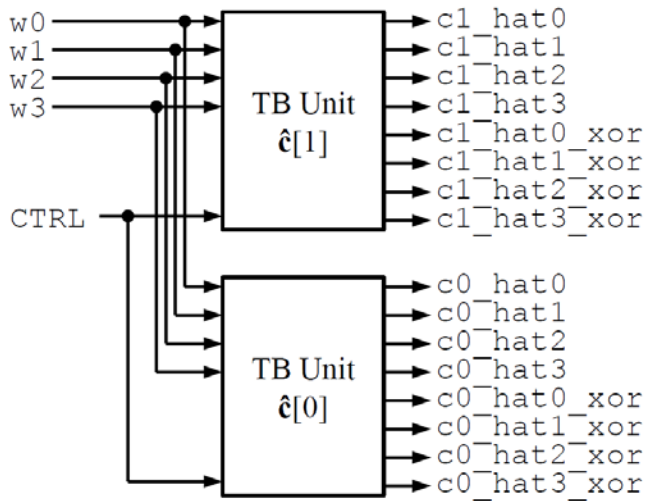 w0
w1
w2
w3
CTRL
TB Unit
ĉ[1]
c1_hat0
c1_hat1
c1_hat2
c1_hat3
c1_hat0_xor
c1_hat1_xor
c1_hat2_xor
c1_hat3_xor
TB Unit
ĉ[0]
c0_hat0
c0_hat1
c0_hat2
c0_hat3
c0_hat0_xor
c0_hat1_xor
c0_hat2_xor
c0_hat3_xor